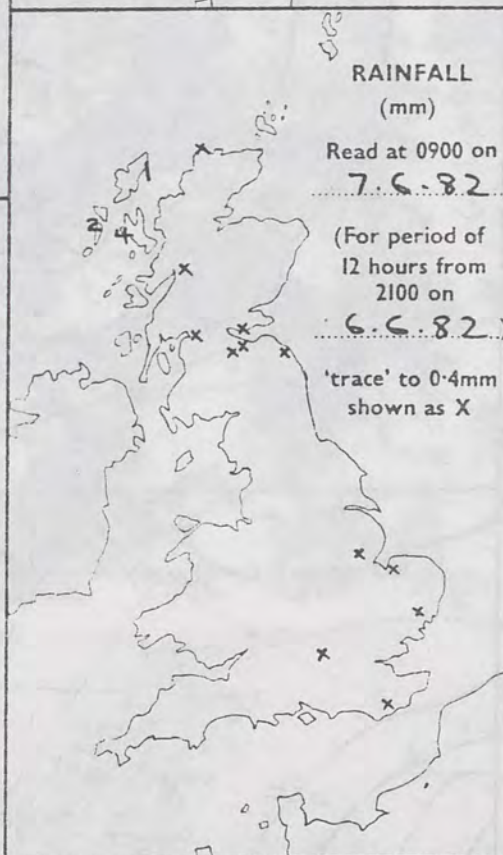 RAINFALL
(mm)
Read at 0900 on
7.6.82
(For period of
12 hours from
2100 on
6.6.82)
'trace' to 0·4mm
shown as X
X
1
2 4
X
X
X
X
X
X
X
X
X
X
X